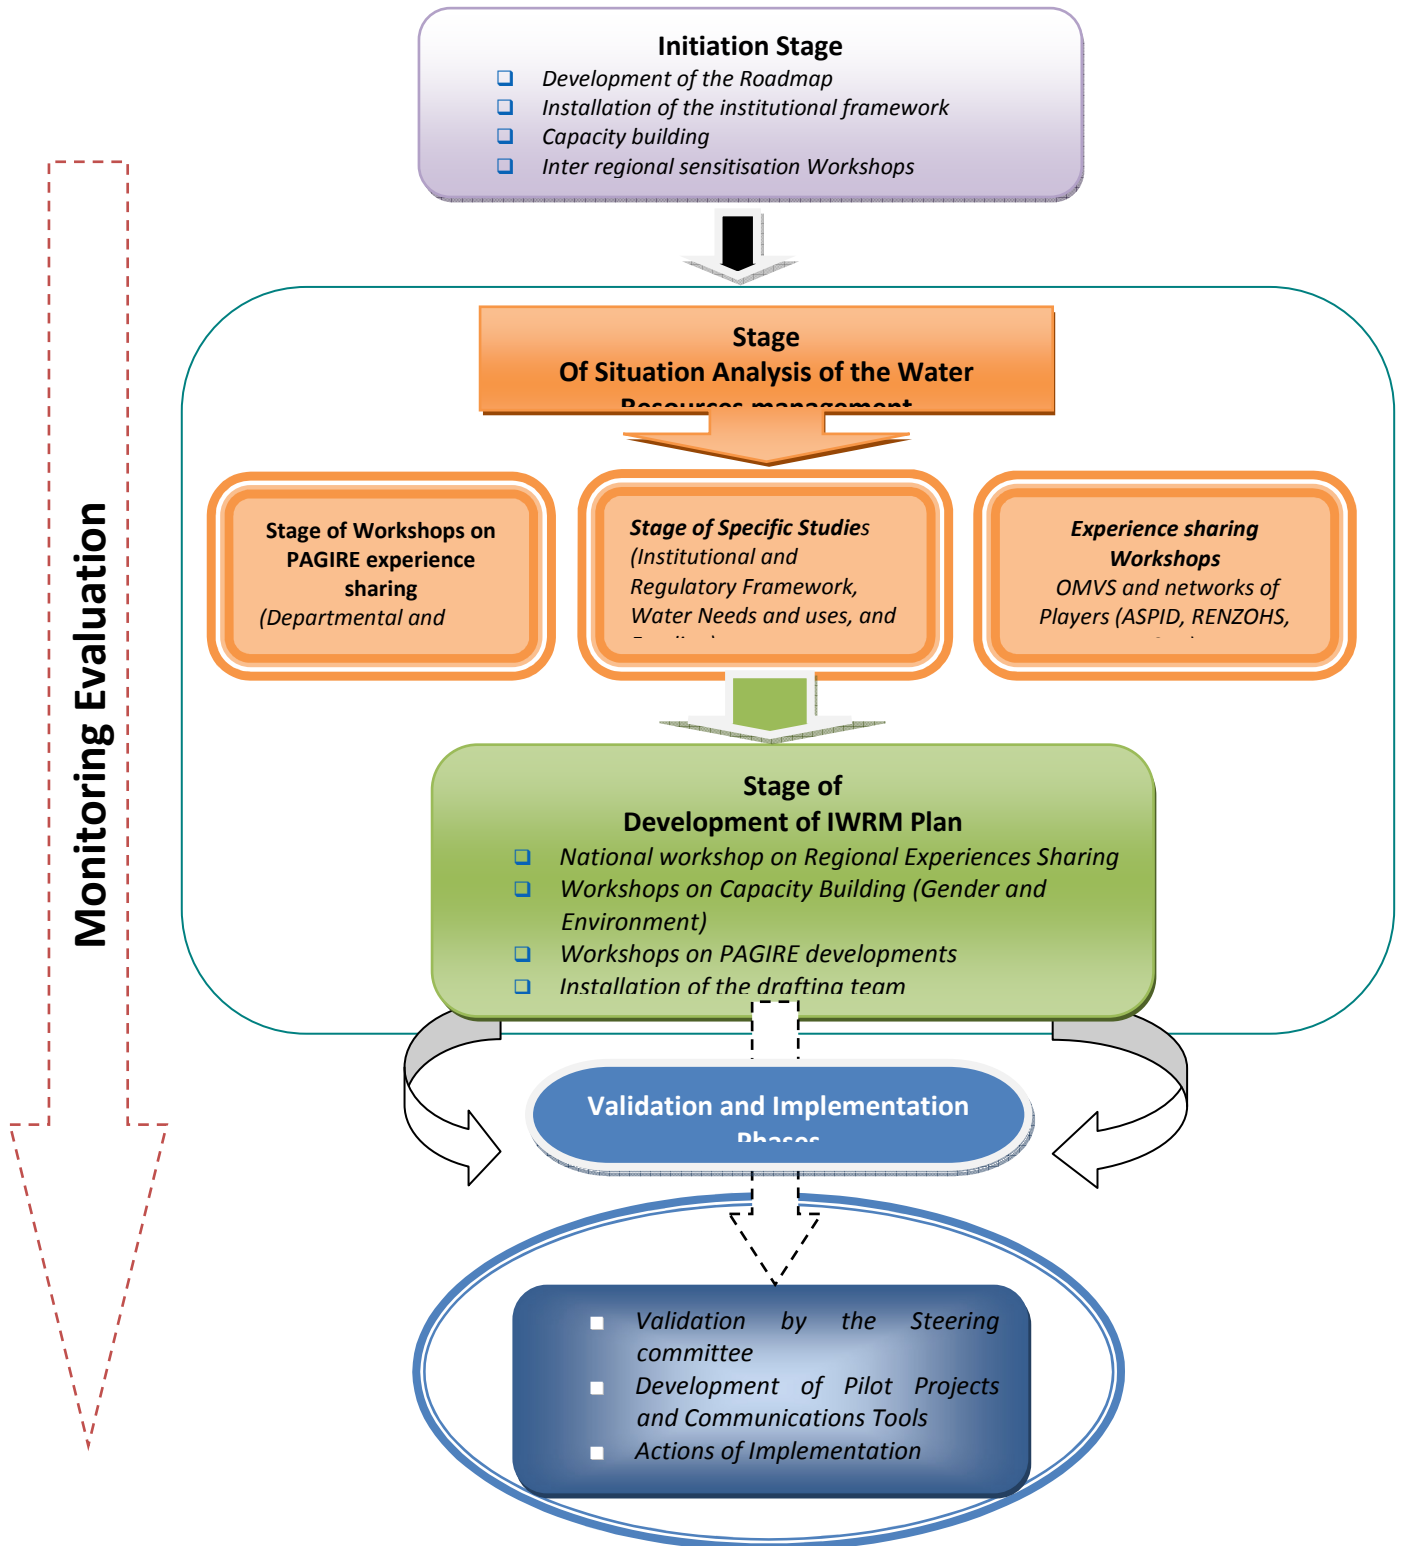 Initiation Stage
Development of the Roadmap
Installation of the institutional framework
Capacity building
Inter regional sensitisation Workshops
Monitoring Evaluation
Stage
Of Situation Analysis of the Water
Resources management
Stage of Workshops on
PAGIRE experience
sharing
(Departmental and
Stage of Specific Studies
(Institutional and
Regulatory Framework,
Water Needs and uses, and
Experience sharing
Workshops
OMVS and networks of
Players (ASPID, RENZOHS,
Stage of
Development of IWRM Plan
National workshop on Regional Experiences Sharing
Workshops on Capacity Building (Gender and
Environment)
Workshops on PAGIRE developments
Installation of the drafting team
Validation and Implementation
Phases
Validation by the Steering
committee
Development of Pilot Projects
and Communications Tools
Actions of Implementation